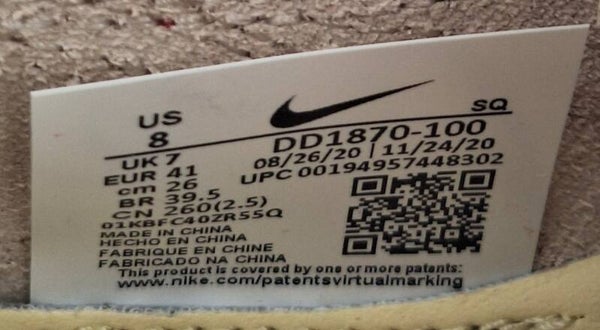 US
8
SQ
UK 7
DD1870-100
EUR 41
08/26/20 | 11/24/20
cm 26
UPC 00194957448302
BR 39.5
CN 260(2.5)
01KBFC40ZR55Q
MADE IN CHINA
HECHO EN CHINA
FABRIQUE EN CHINE
FABRICADO NA CHINA
This product is covered by one or more patents:
www.nike.com/patentsvirtualmarking